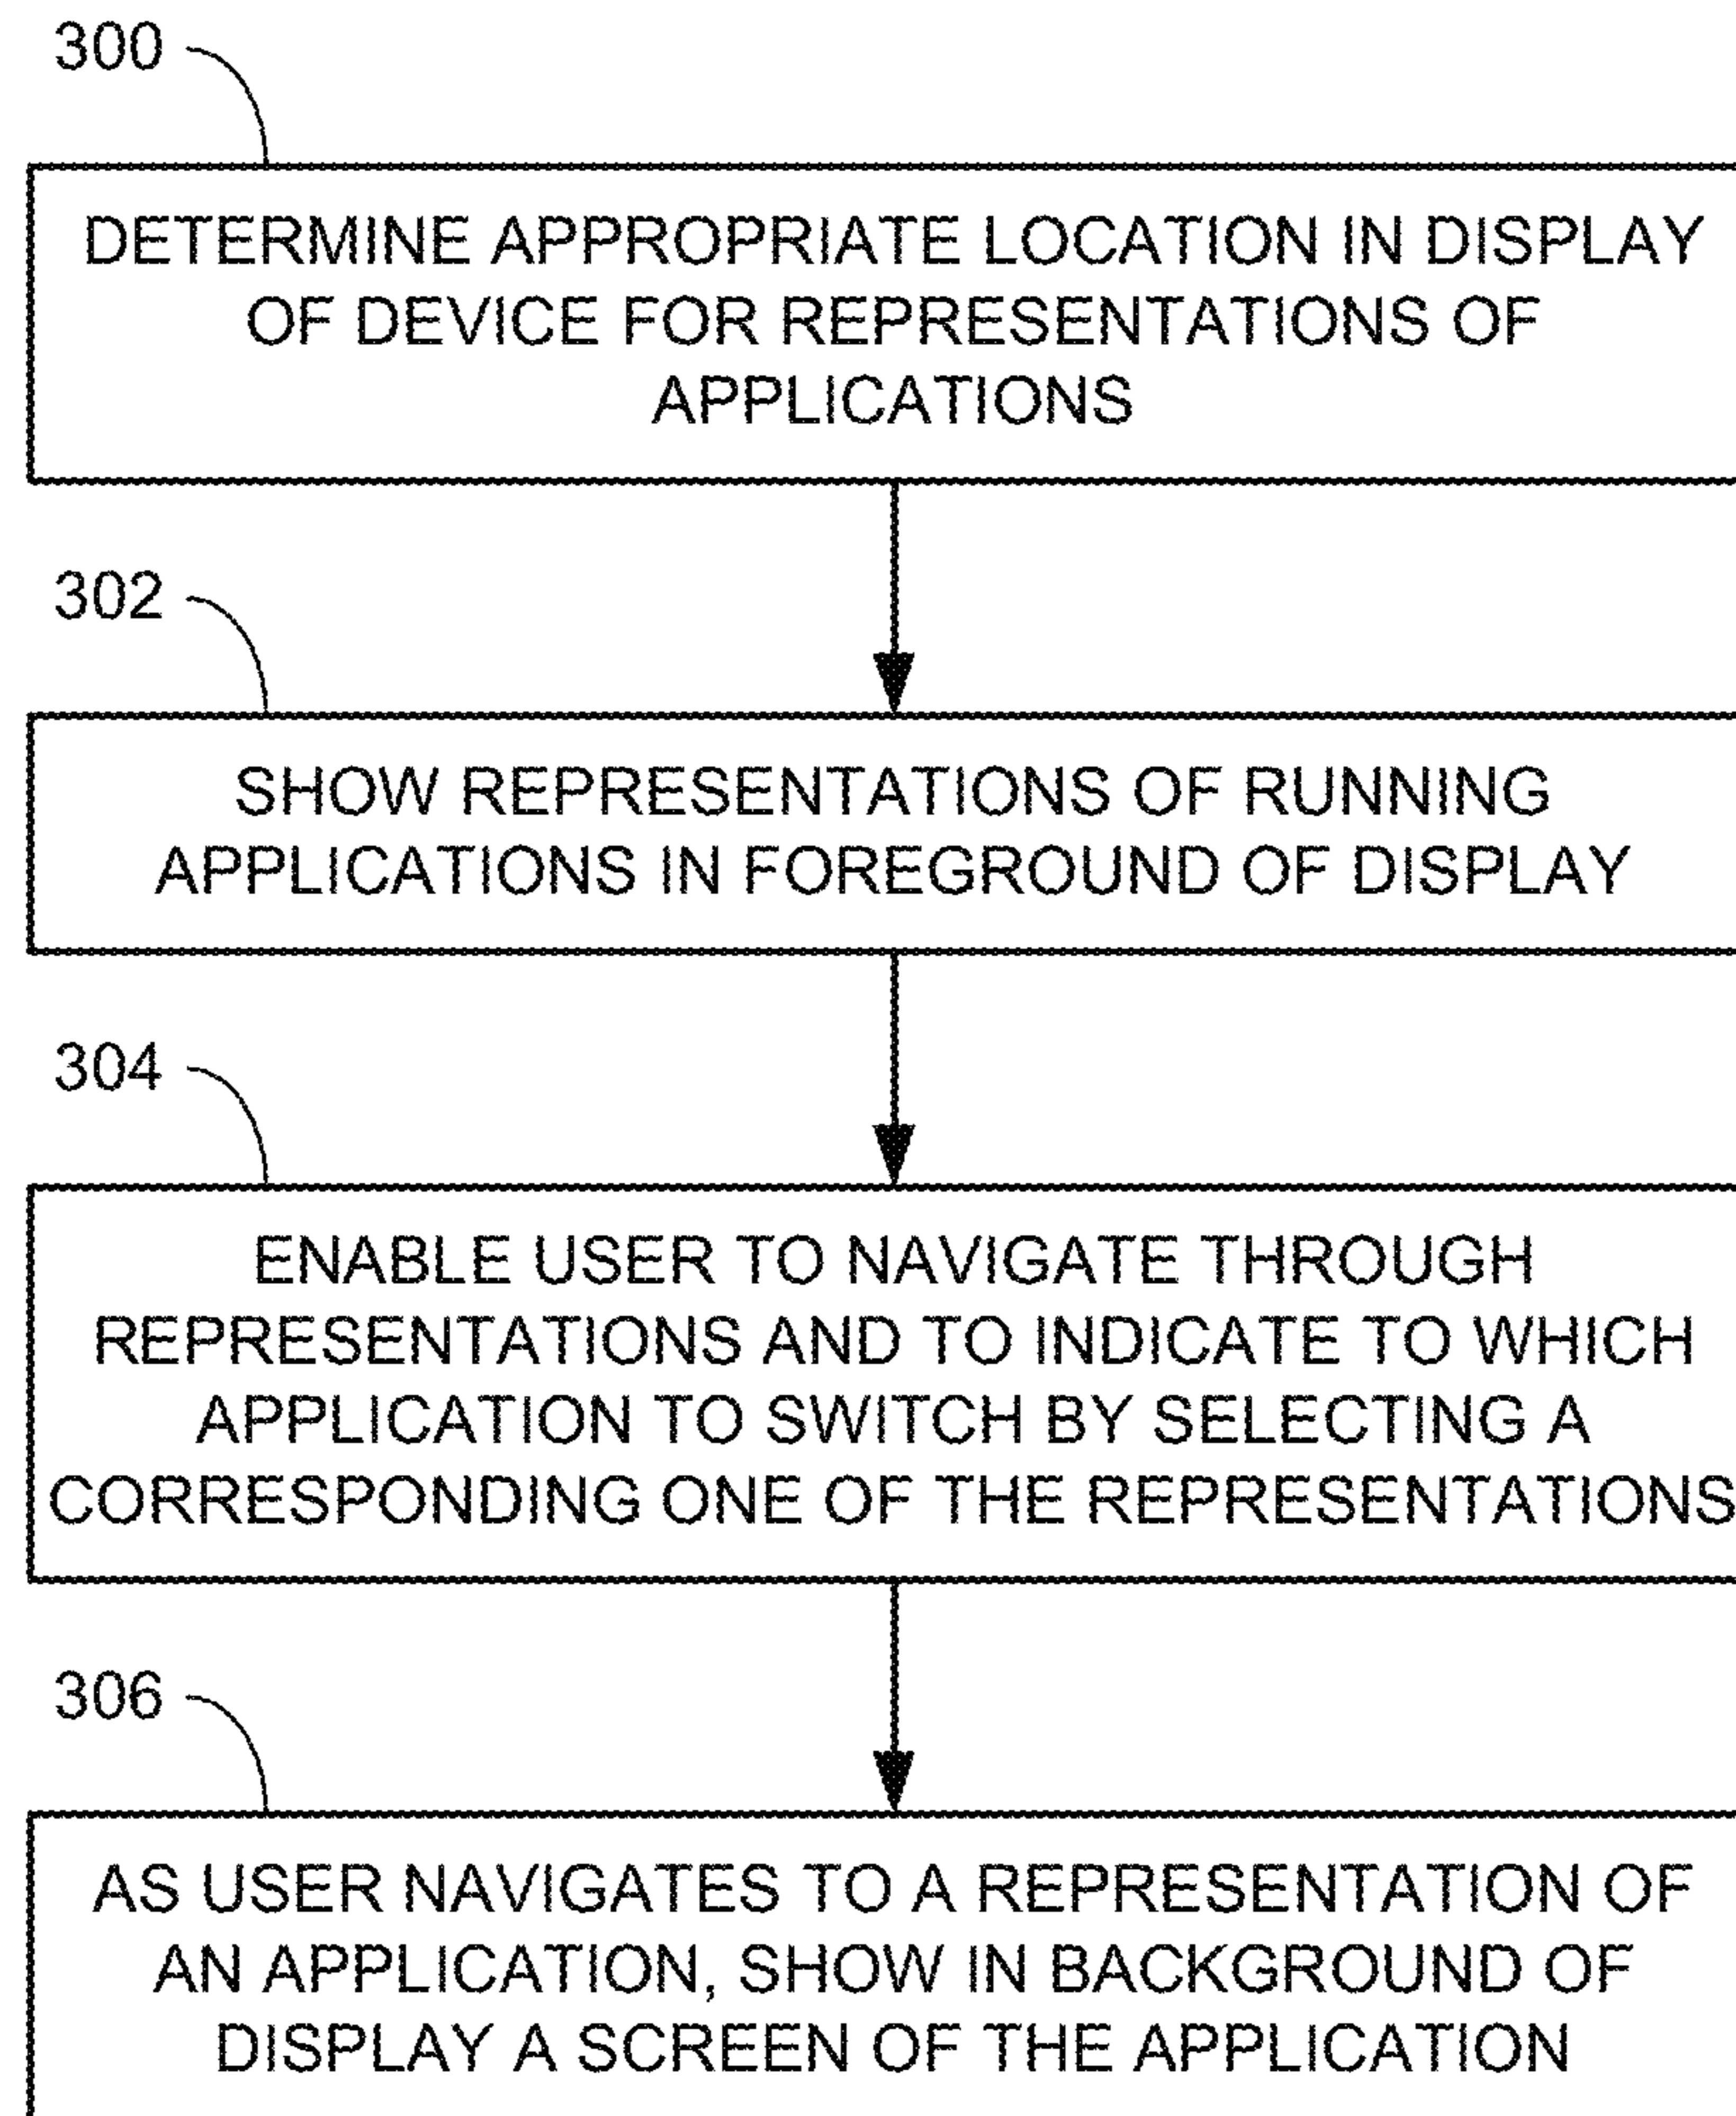 300
DETERMINE APPROPRIATE LOCATION IN DISPLAY
OF DEVICE FOR REPRESENTATIONS OF
APPLICATIONS
302
SHOW REPRESENTATIONS OF RUNNING
APPLICATIONS IN FOREGROUND OF DISPLAY
304
ENABLE USER TO NAVIGATE THROUGH
REPRESENTATIONS AND TO INDICATE TO WHICH
APPLICATION TO SWITCH BY SELECTING A
CORRESPONDING ONE OF THE REPRESENTATIONS
306
AS USER NAVIGATES TO A REPRESENTATION OF
AN APPLICATION, SHOW IN BACKGROUND OF
DISPLAY A SCREEN OF THE APPLICATION